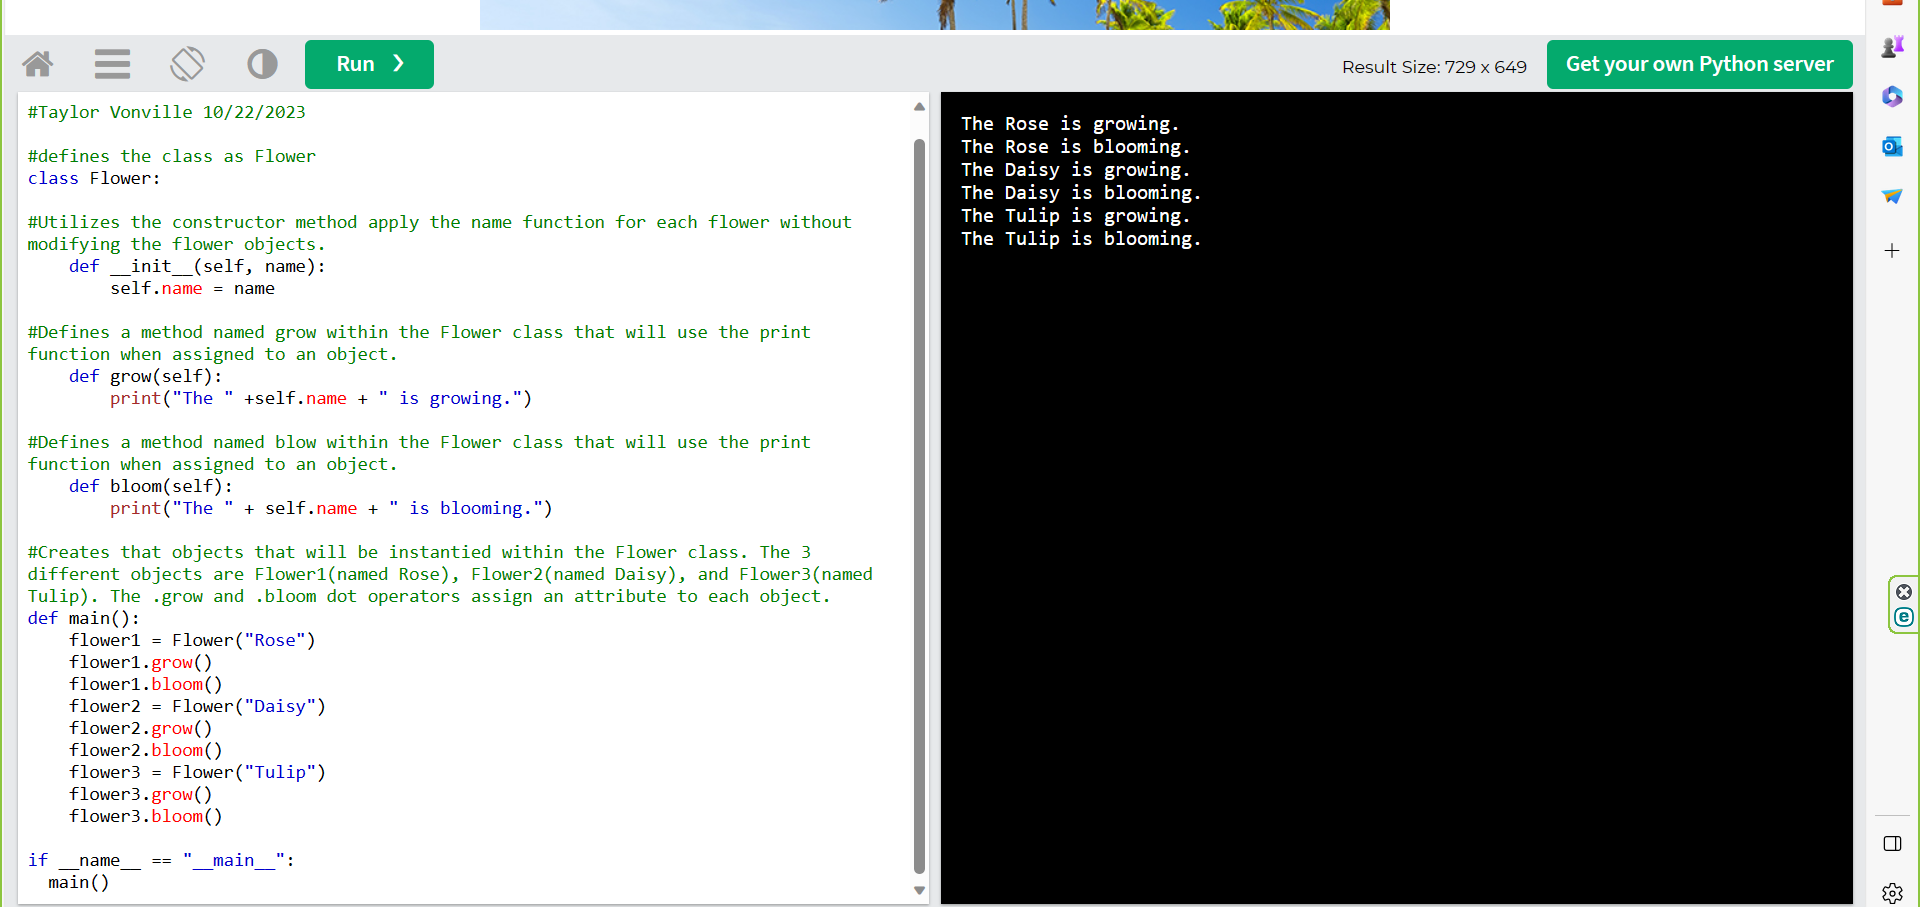 Run ❯
Result Size: 729 x 649
Get your own Python server
#Taylor Vonville 10/22/2023
#defines the class as Flower
class Flower:
#Utilizes the constructor method apply the name function for each flower without
modifying the flower objects.
def __init__(self, name):
self.name = name
#Defines a method named grow within the Flower class that will use the print
function when assigned to an object.
def grow(self):
print("The " +self.name + " is growing.")
#Defines a method named blow within the Flower class that will use the print
function when assigned to an object.
def bloom(self):
print("The " + self.name + " is blooming.")
#Creates that objects that will be instantied within the Flower class. The 3
different objects are Flower1(named Rose), Flower2(named Daisy), and Flower3(named
Tulip). The .grow and .bloom dot operators assign an attribute to each object.
def main():
flower1 = Flower("Rose")
flower1.grow()
flower1.bloom()
flower2 = Flower("Daisy")
flower2.grow()
flower2.bloom()
flower3 = Flower("Tulip")
flower3.grow()
flower3.bloom()
if __name__ == "__main__":
main()
The Rose is growing.
The Rose is blooming.
The Daisy is growing.
The Daisy is blooming.
The Tulip is growing.
The Tulip is blooming.